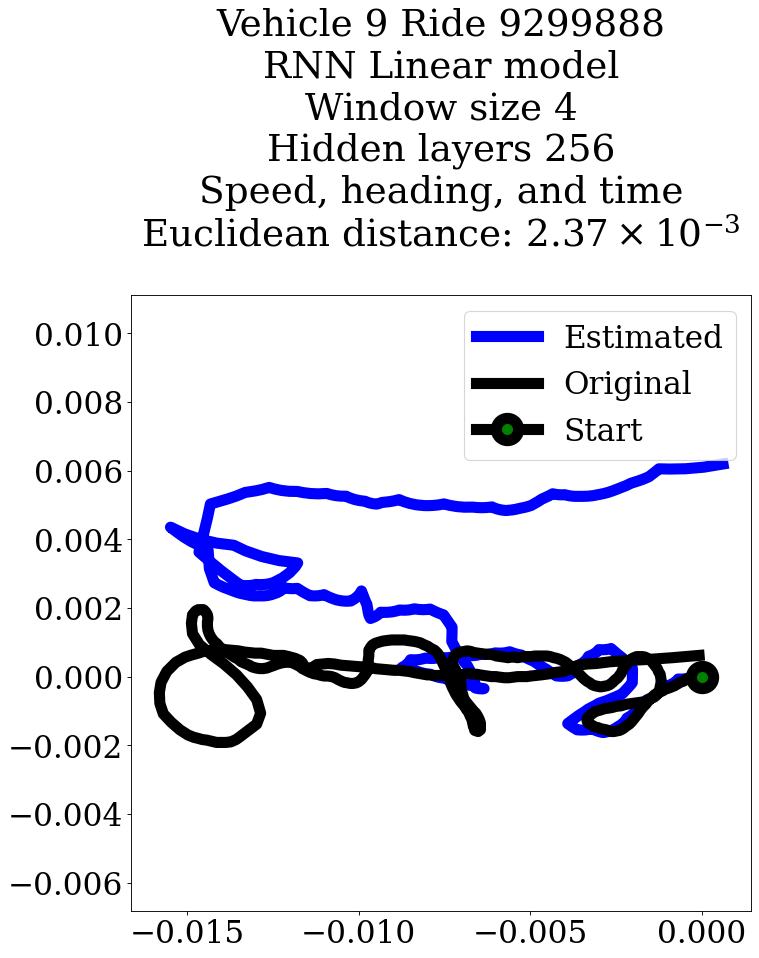 Vehicle 9 Ride 9299888
RNN Linear model
Window size 4
Hidden layers 256
Speed, heading, and time
Euclidean distance: 2.37 × 10⁻³
Estimated
Original
Start
0.010
0.008
0.006
0.004
0.002
0.000
−0.002
−0.004
−0.006
−0.015 −0.010 −0.005 0.000